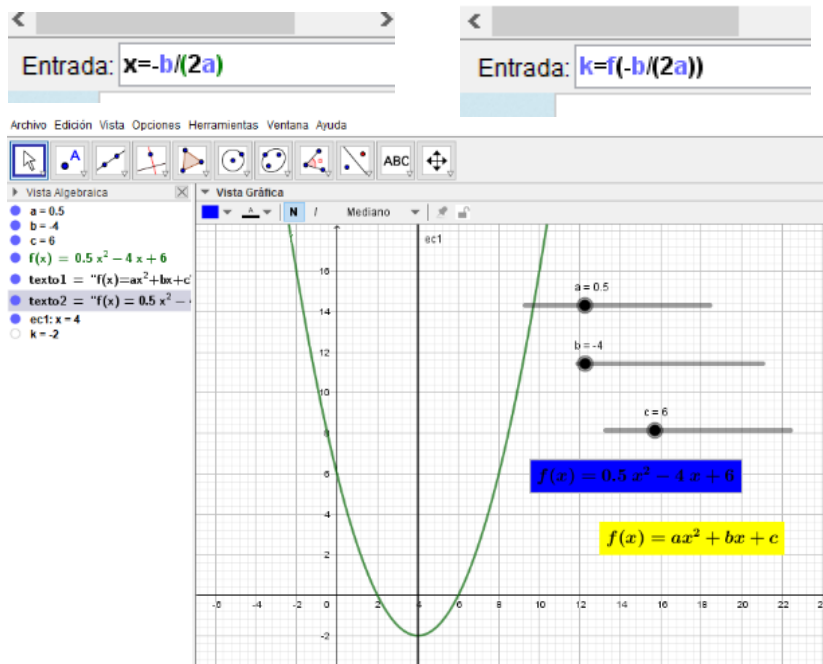 Entrada: x=-b/(2a)
Entrada: k=f(-b/(2a))
Archivo Edición Vista Opciones Herramientas Ventana Ayuda
A
ABC
Vista Algebraica
Vista Gráfica
A N I Mediano
a = 0.5
b = -4
c = 6
f(x) = 0.5 x² − 4 x + 6
texto1 = "f(x)=ax²+bx+c
texto2 = "f(x) = 0.5 x² −
ec1: x = 4
k = -2
ec1
16
14
12
10
8
6
4
2
-2
-6 -4 -2 0 2 4 6 8 10 12 14 16 18 20 22 2
a = 0.5
b = -4
c = 6
f(x) = 0.5 x² − 4 x + 6
f(x) = ax² + bx + c